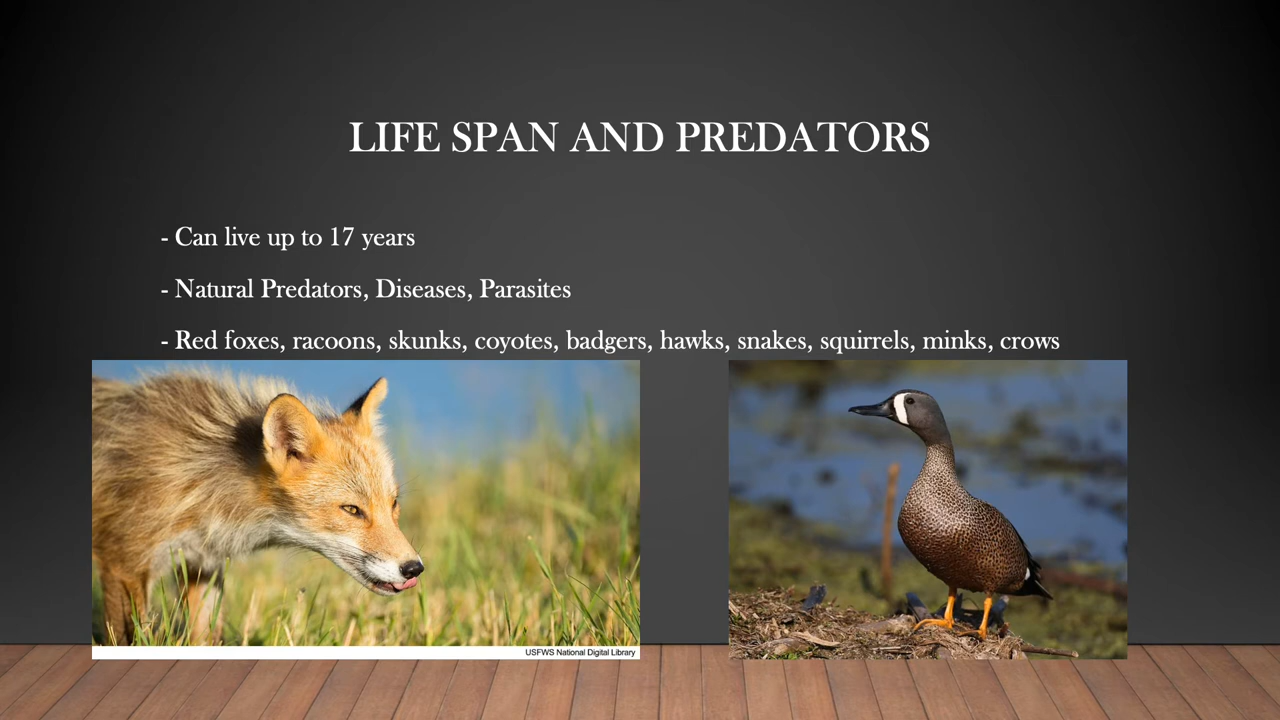 LIFE SPAN AND PREDATORS
- Can live up to 17 years
- Natural Predators, Diseases, Parasites
- Red foxes, racoons, skunks, coyotes, badgers, hawks, snakes, squirrels, minks, crows
USFWS National Digital Library